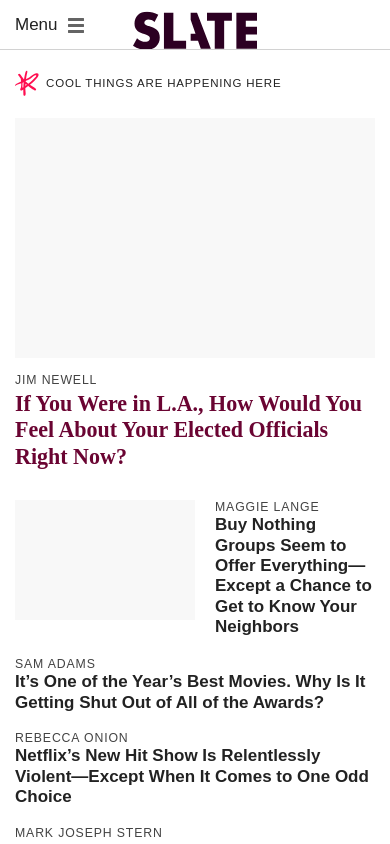 Menu
SLATE
COOL THINGS ARE HAPPENING HERE
JIM NEWELL
If You Were in L.A., How Would You
Feel About Your Elected Officials
Right Now?
MAGGIE LANGE
Buy Nothing
Groups Seem to
Offer Everything—
Except a Chance to
Get to Know Your
Neighbors
SAM ADAMS
It’s One of the Year’s Best Movies. Why Is It
Getting Shut Out of All of the Awards?
REBECCA ONION
Netflix’s New Hit Show Is Relentlessly
Violent—Except When It Comes to One Odd
Choice
MARK JOSEPH STERN